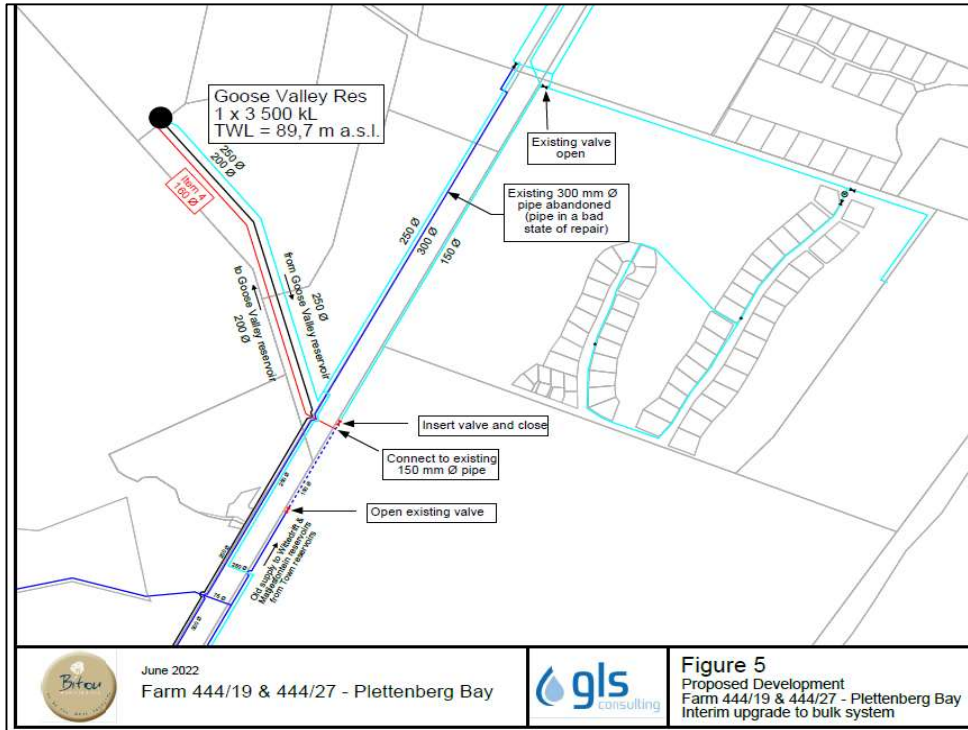 Goose Valley Res
1 x 3 500 kL
TWL = 89,7 m a.s.l.
250 Ø
200 Ø
Item 4
160 Ø
from Goose Valley reservoir
250 Ø
to Goose Valley reservoir
200 Ø
250 Ø
300 Ø
150 Ø
Existing valve
open
Existing 300 mm Ø
pipe abandoned
(pipe in a bad
state of repair)
Insert valve and close
Connect to existing
150 mm Ø pipe
Open existing valve
Old supply to Wittedrift &
Matjiesfontein reservoirs
from Town reservoirs
250 Ø
75 Ø
Bitou
June 2022
Farm 444/19 & 444/27 - Plettenberg Bay
gls
consulting
Figure 5
Proposed Development
Farm 444/19 & 444/27 - Plettenberg Bay
Interim upgrade to bulk system